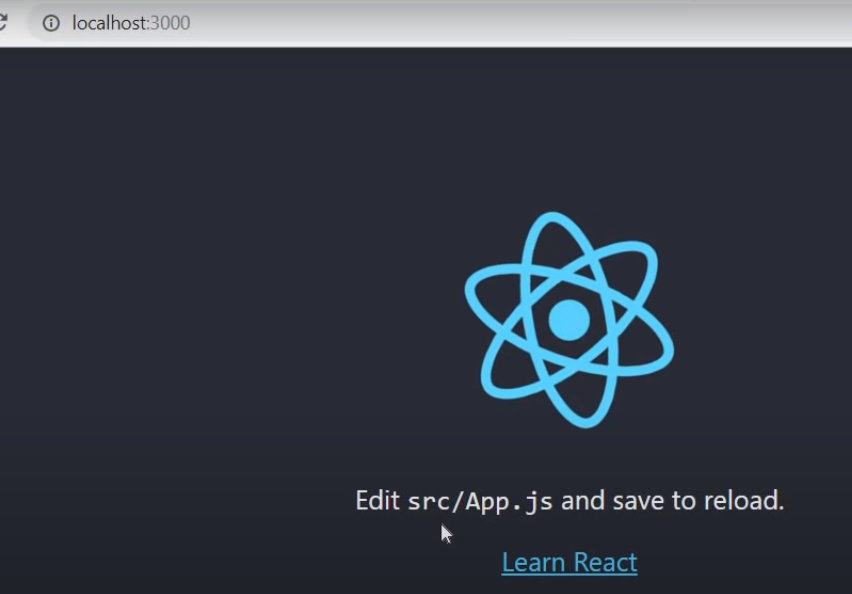 localhost:3000
Edit src/App.js and save to reload.
Learn React